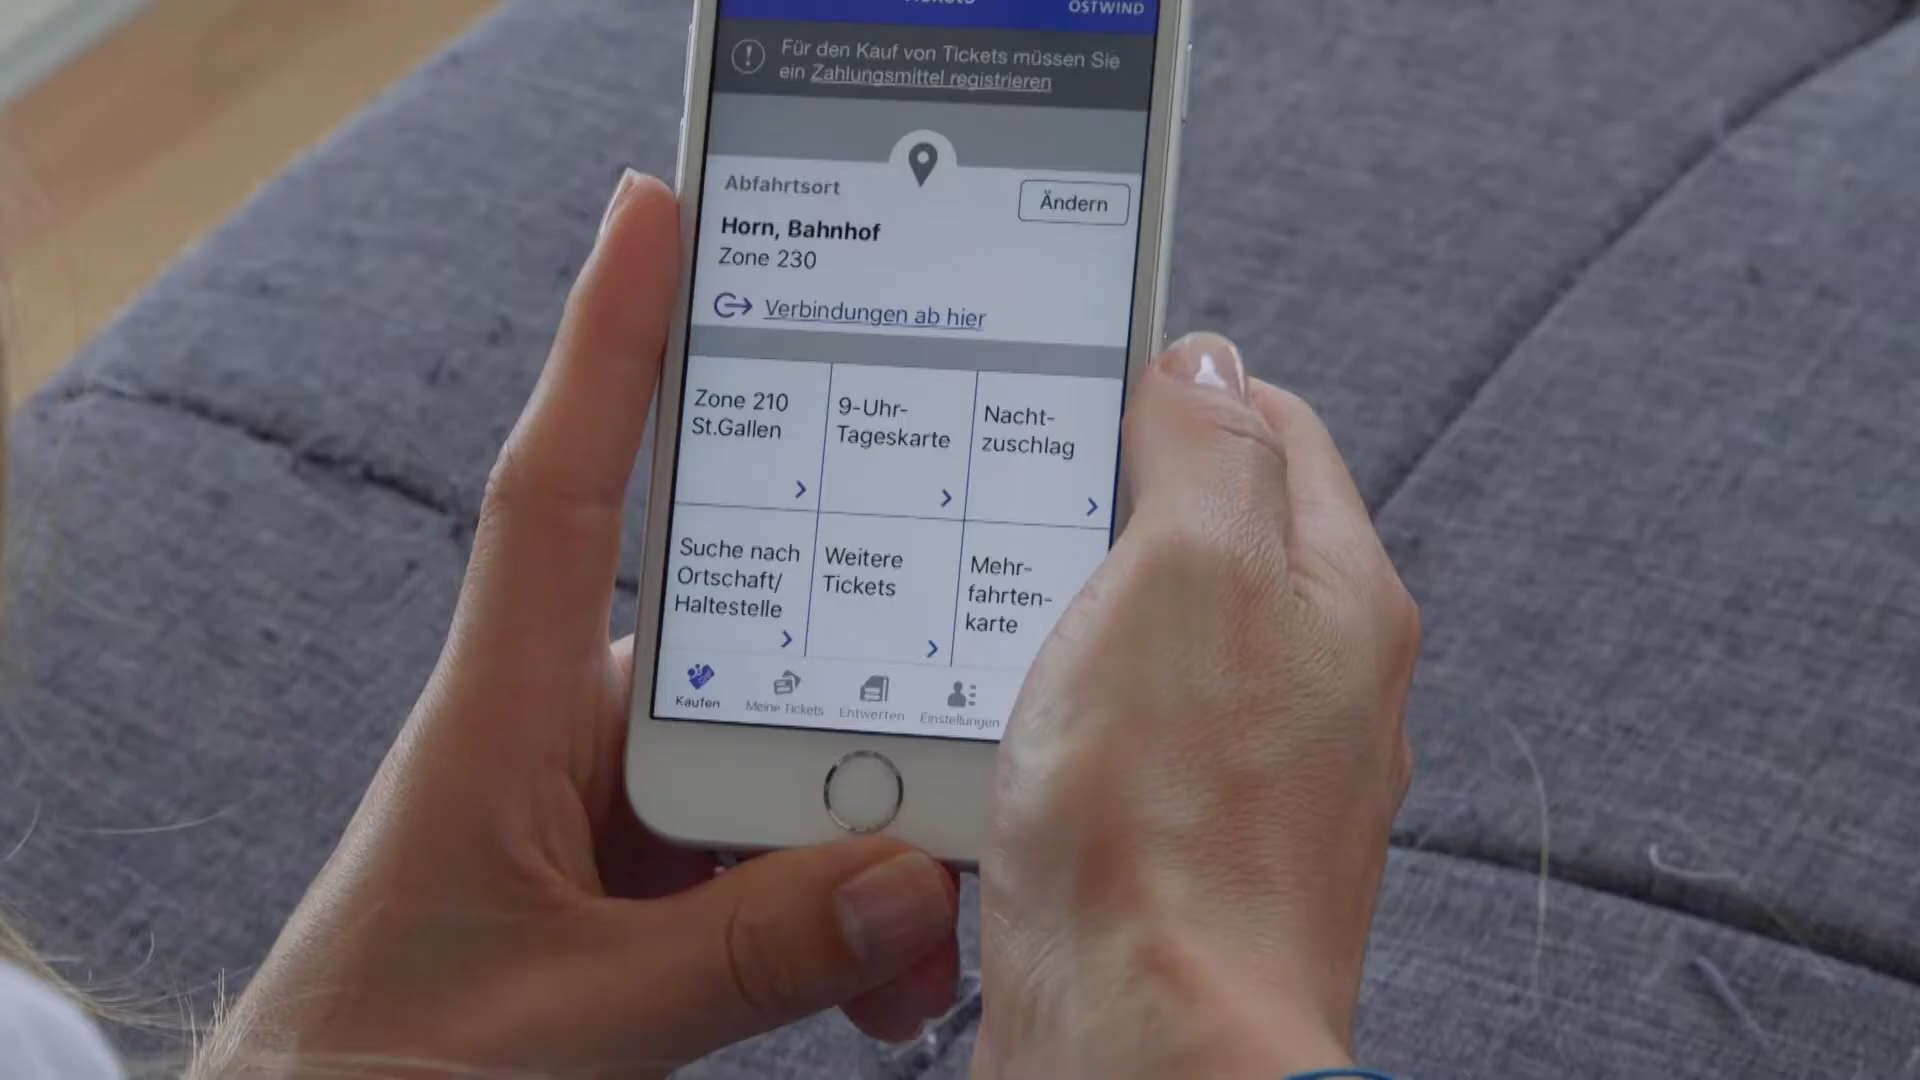 Tickets
OSTWIND
Für den Kauf von Tickets müssen Sie
ein Zahlungsmittel registrieren
Abfahrtsort
Ändern
Horn, Bahnhof
Zone 230
Verbindungen ab hier
Zone 210
St.Gallen
9-Uhr-
Tageskarte
Nacht-
zuschlag
Suche nach
Ortschaft/
Haltestelle
Weitere
Tickets
Mehr-
fahrten-
karte
Kaufen
Meine Tickets
Entwerten
Einstellungen